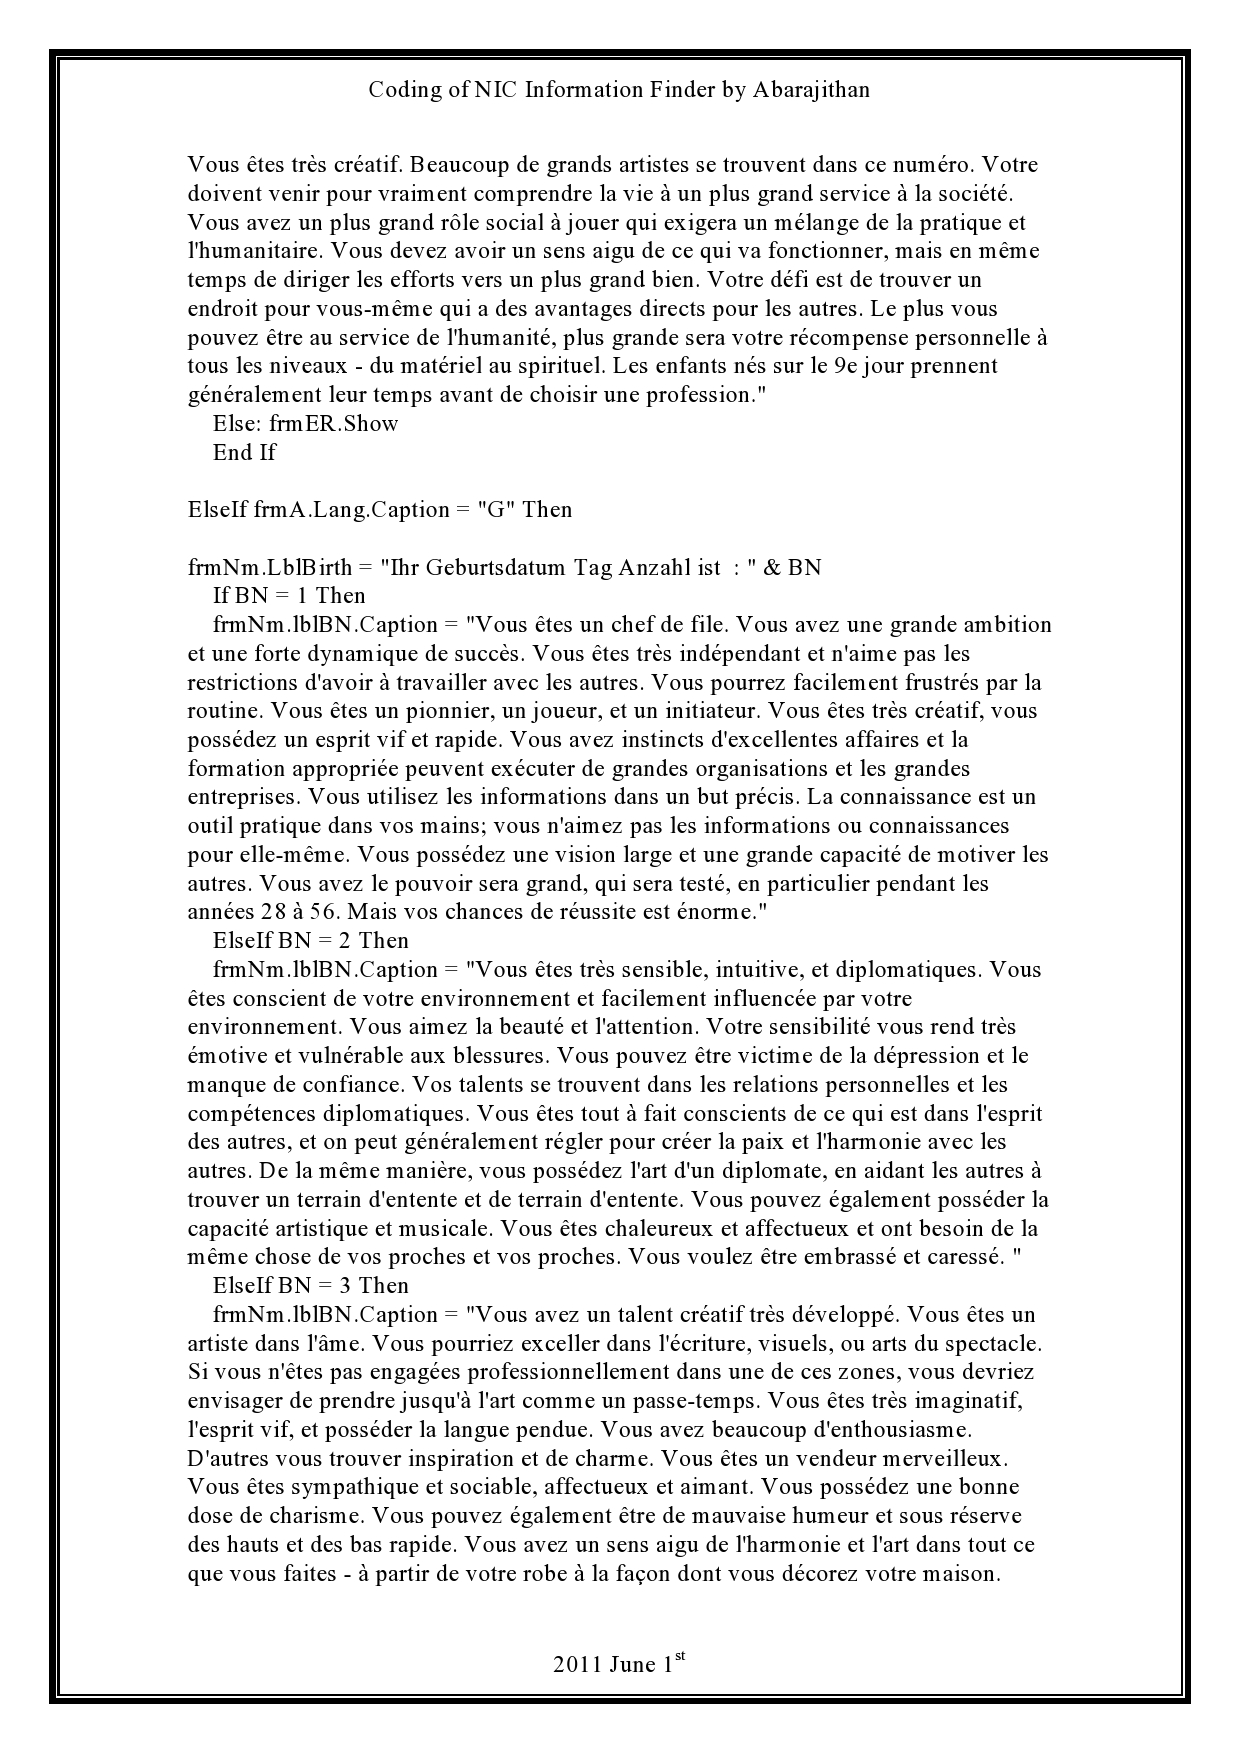 Coding of NIC Information Finder by Abarajithan
Vous êtes très créatif. Beaucoup de grands artistes se trouvent dans ce numéro. Votre
doivent venir pour vraiment comprendre la vie à un plus grand service à la société.
Vous avez un plus grand rôle social à jouer qui exigera un mélange de la pratique et
l'humanitaire. Vous devez avoir un sens aigu de ce qui va fonctionner, mais en même
temps de diriger les efforts vers un plus grand bien. Votre défi est de trouver un
endroit pour vous-même qui a des avantages directs pour les autres. Le plus vous
pouvez être au service de l'humanité, plus grande sera votre récompense personnelle à
tous les niveaux - du matériel au spirituel. Les enfants nés sur le 9e jour prennent
généralement leur temps avant de choisir une profession."
Else: frmER.Show
End If
ElseIf frmA.Lang.Caption = "G" Then
frmNm.LblBirth = "Ihr Geburtsdatum Tag Anzahl ist  : " & BN
If BN = 1 Then
frmNm.lblBN.Caption = "Vous êtes un chef de file. Vous avez une grande ambition
et une forte dynamique de succès. Vous êtes très indépendant et n'aime pas les
restrictions d'avoir à travailler avec les autres. Vous pourrez facilement frustrés par la
routine. Vous êtes un pionnier, un joueur, et un initiateur. Vous êtes très créatif, vous
possédez un esprit vif et rapide. Vous avez instincts d'excellentes affaires et la
formation appropriée peuvent exécuter de grandes organisations et les grandes
entreprises. Vous utilisez les informations dans un but précis. La connaissance est un
outil pratique dans vos mains; vous n'aimez pas les informations ou connaissances
pour elle-même. Vous possédez une vision large et une grande capacité de motiver les
autres. Vous avez le pouvoir sera grand, qui sera testé, en particulier pendant les
années 28 à 56. Mais vos chances de réussite est énorme."
ElseIf BN = 2 Then
frmNm.lblBN.Caption = "Vous êtes très sensible, intuitive, et diplomatiques. Vous
êtes conscient de votre environnement et facilement influencée par votre
environnement. Vous aimez la beauté et l'attention. Votre sensibilité vous rend très
émotive et vulnérable aux blessures. Vous pouvez être victime de la dépression et le
manque de confiance. Vos talents se trouvent dans les relations personnelles et les
compétences diplomatiques. Vous êtes tout à fait conscients de ce qui est dans l'esprit
des autres, et on peut généralement régler pour créer la paix et l'harmonie avec les
autres. De la même manière, vous possédez l'art d'un diplomate, en aidant les autres à
trouver un terrain d'entente et de terrain d'entente. Vous pouvez également posséder la
capacité artistique et musicale. Vous êtes chaleureux et affectueux et ont besoin de la
même chose de vos proches et vos proches. Vous voulez être embrassé et caressé. "
ElseIf BN = 3 Then
frmNm.lblBN.Caption = "Vous avez un talent créatif très développé. Vous êtes un
artiste dans l'âme. Vous pourriez exceller dans l'écriture, visuels, ou arts du spectacle.
Si vous n'êtes pas engagées professionnellement dans une de ces zones, vous devriez
envisager de prendre jusqu'à l'art comme un passe-temps. Vous êtes très imaginatif,
l'esprit vif, et posséder la langue pendue. Vous avez beaucoup d'enthousiasme.
D'autres vous trouver inspiration et de charme. Vous êtes un vendeur merveilleux.
Vous êtes sympathique et sociable, affectueux et aimant. Vous possédez une bonne
dose de charisme. Vous pouvez également être de mauvaise humeur et sous réserve
des hauts et des bas rapide. Vous avez un sens aigu de l'harmonie et l'art dans tout ce
que vous faites - à partir de votre robe à la façon dont vous décorez votre maison.
2011 June 1st